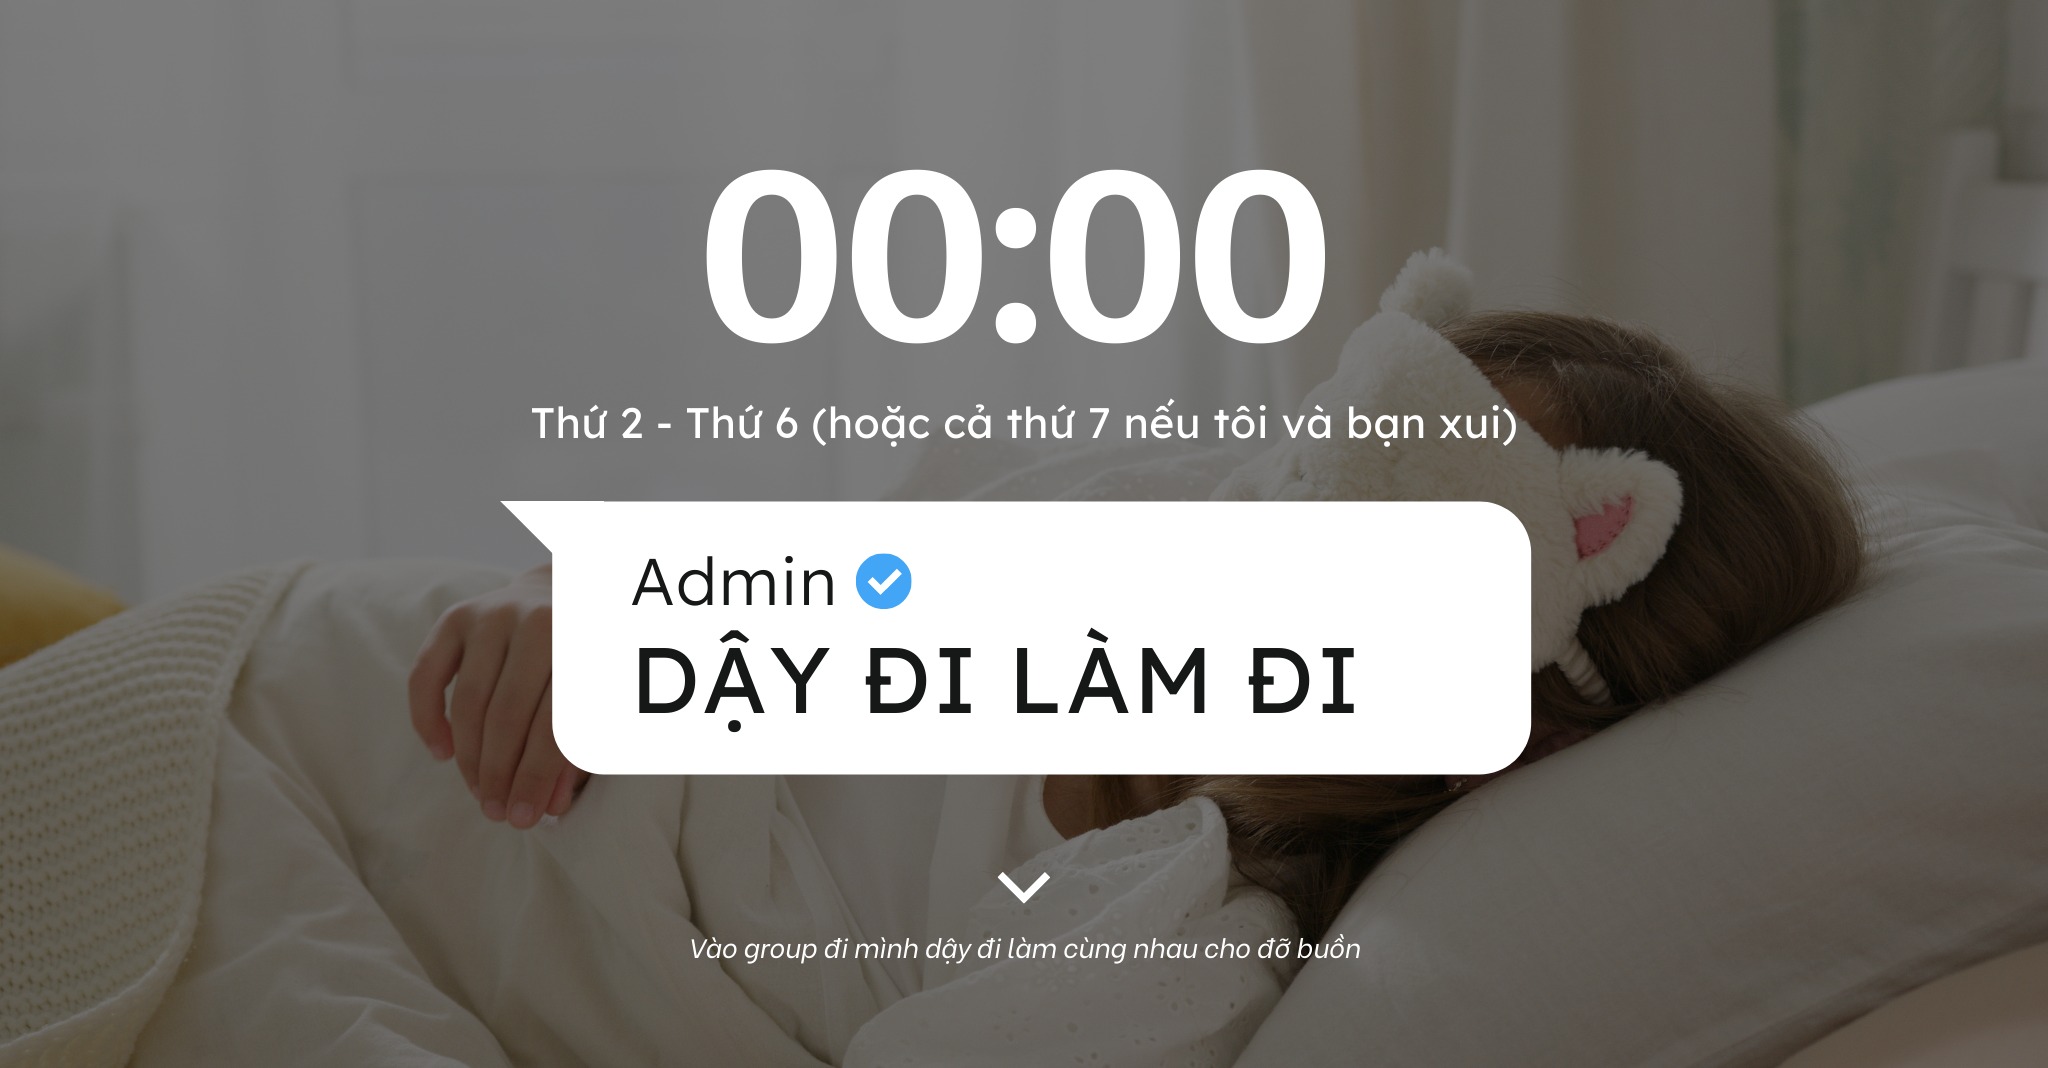 00:00
Thứ 2 - Thứ 6 (hoặc cả thứ 7 nếu tôi và bạn xui)
Admin
DẬY ĐI LÀM ĐI
Vào group đi mình dậy đi làm cùng nhau cho đỡ buồn